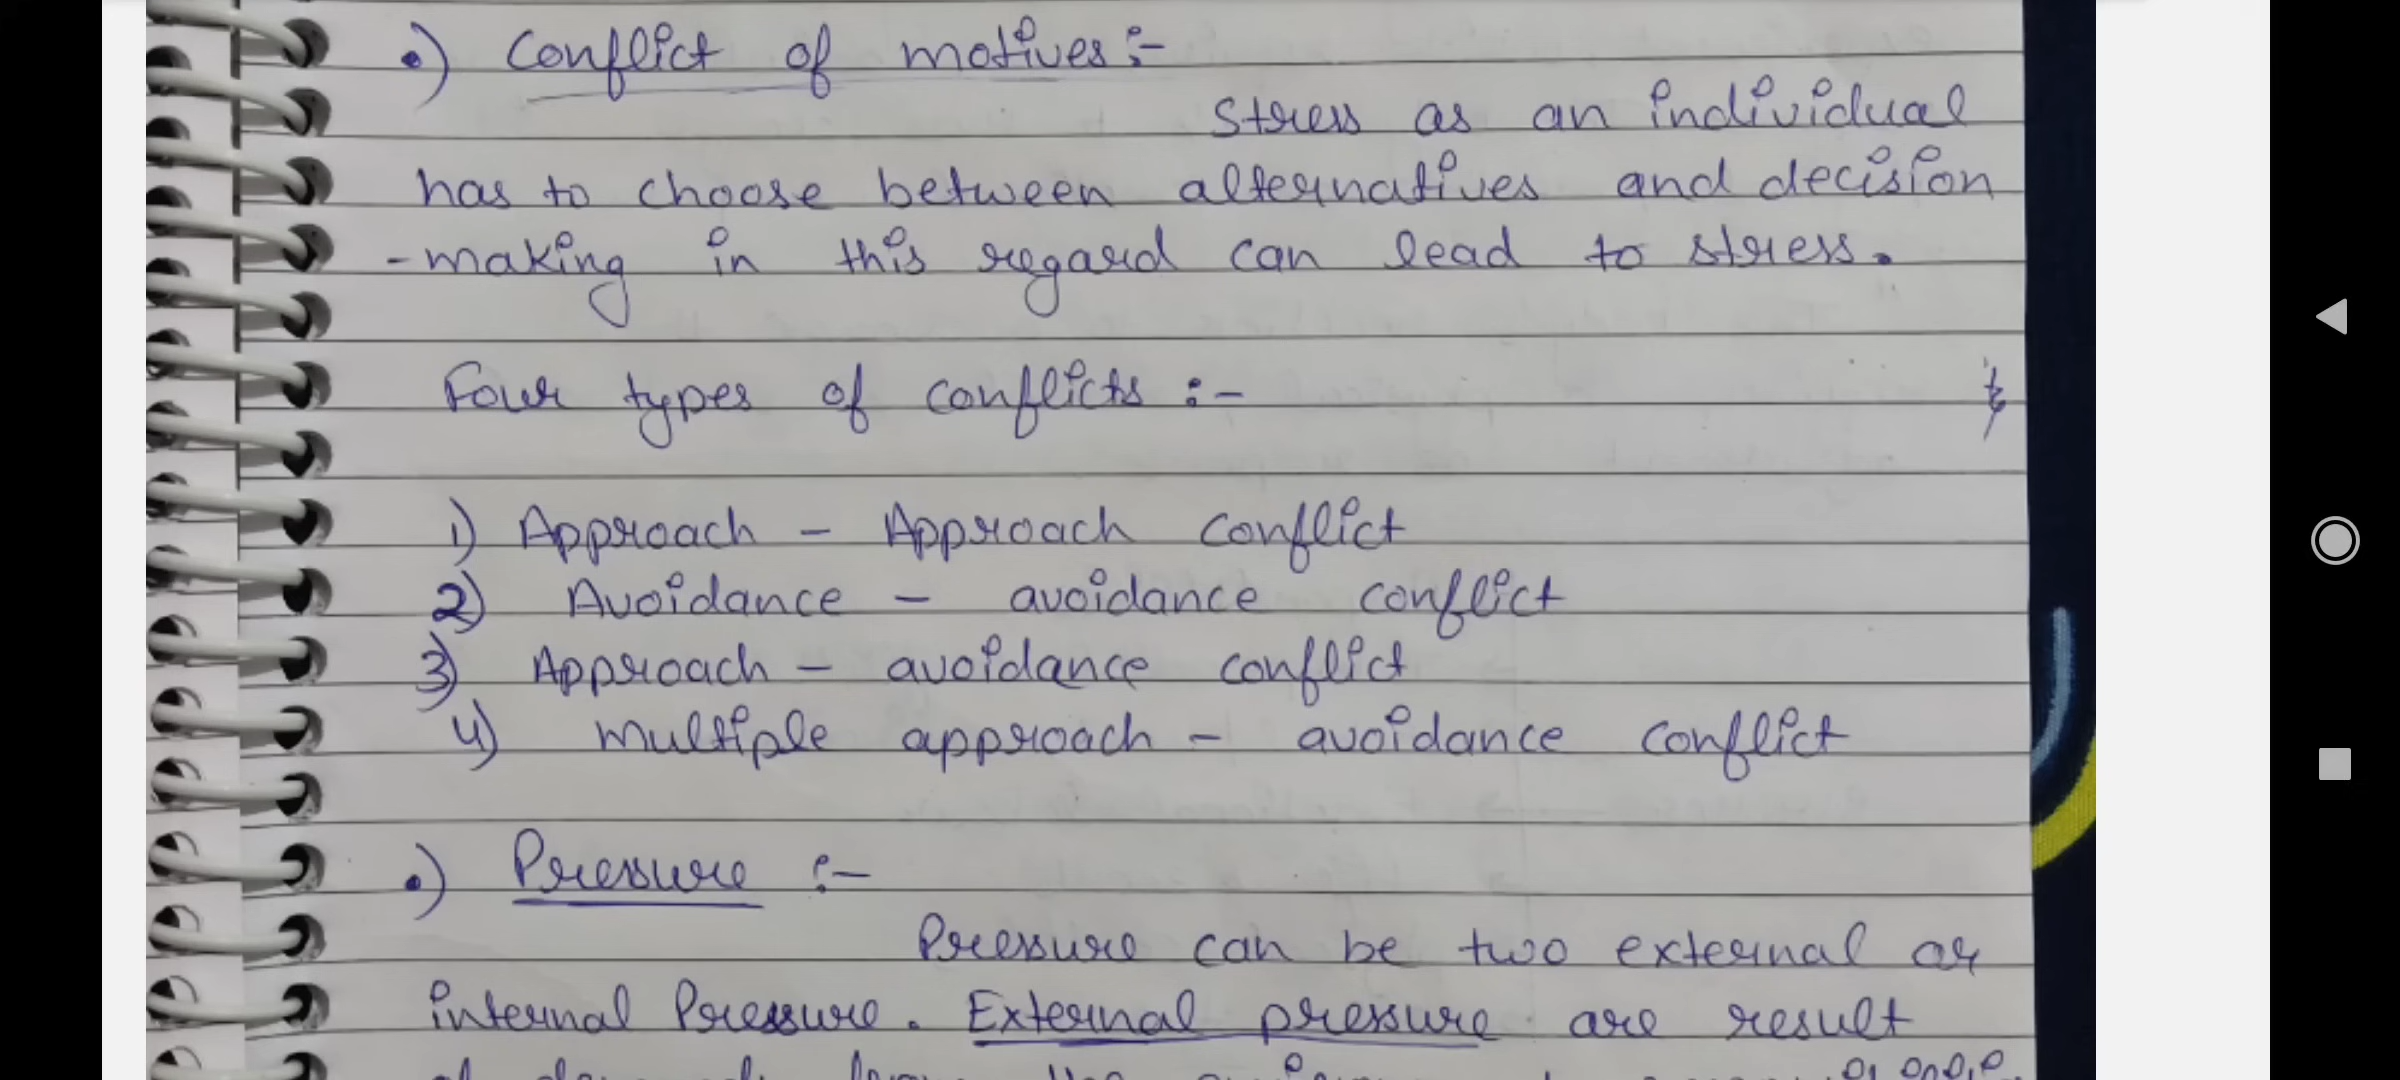 •) Conflict of motives :-
Stress as an individual
has to choose between alternatives and decision
-making in this regard can lead to stress.
Four types of conflicts :-
1) Approach - Approach conflict
2) Avoidance - avoidance conflict
3) Approach - avoidance conflict
4) Multiple approach - avoidance conflict
•) Pressure :-
Pressure can be two external or
internal Pressure. External pressure are result